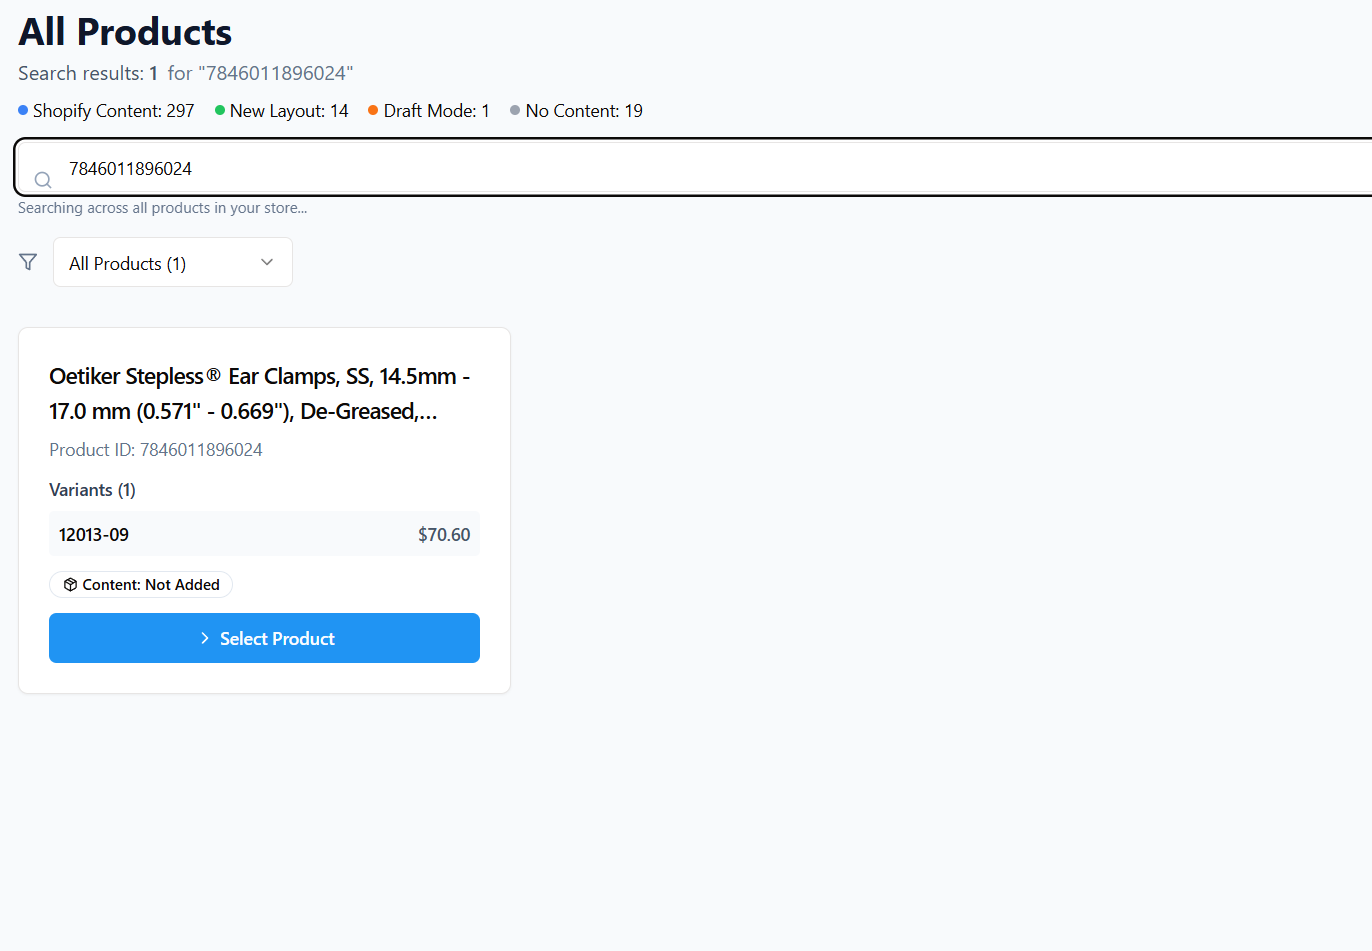 All Products
Search results: 1 for "7846011896024"
Shopify Content: 297 New Layout: 14 Draft Mode: 1 No Content: 19
7846011896024
Searching across all products in your store...
All Products (1)
Oetiker Stepless® Ear Clamps, SS, 14.5mm -
17.0 mm (0.571" - 0.669"), De-Greased,...
Product ID: 7846011896024
Variants (1)
12013-09 $70.60
Content: Not Added
Select Product